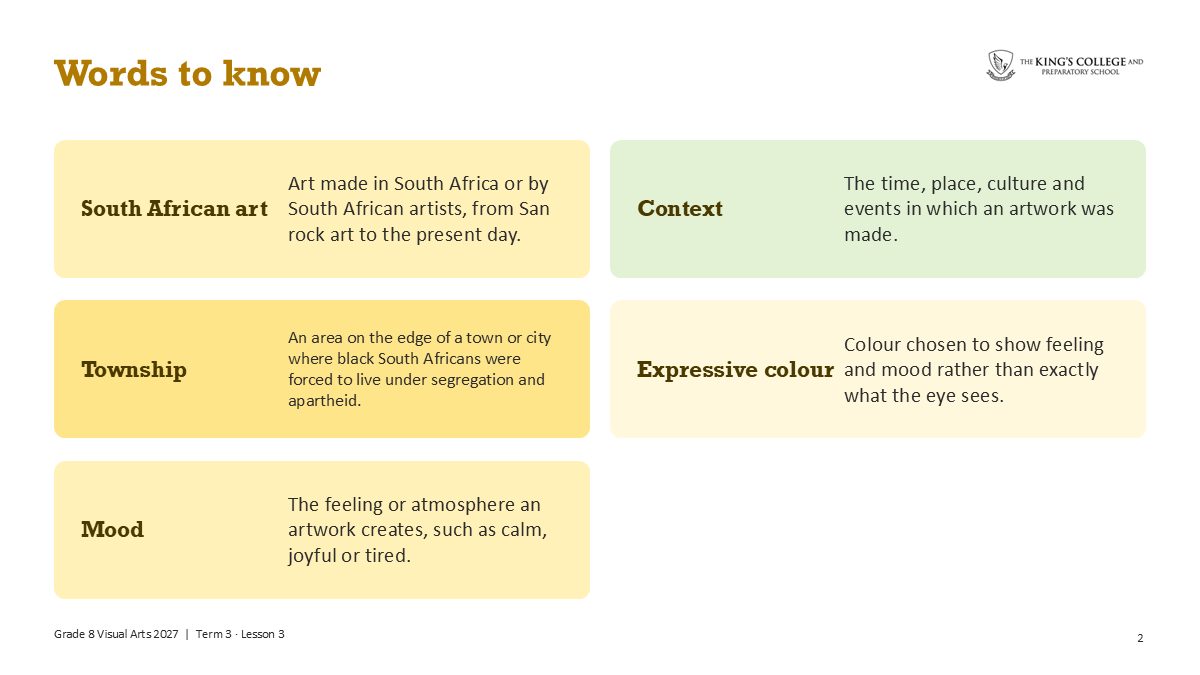 Words to know
THE KING'S COLLEGE AND
PREPARATORY SCHOOL
South African art
Art made in South Africa or by
South African artists, from San
rock art to the present day.
Context
The time, place, culture and
events in which an artwork was
made.
Township
An area on the edge of a town or city
where black South Africans were
forced to live under segregation and
apartheid.
Expressive colour
Colour chosen to show feeling
and mood rather than exactly
what the eye sees.
Mood
The feeling or atmosphere an
artwork creates, such as calm,
joyful or tired.
Grade 8 Visual Arts 2027 | Term 3 · Lesson 3
2